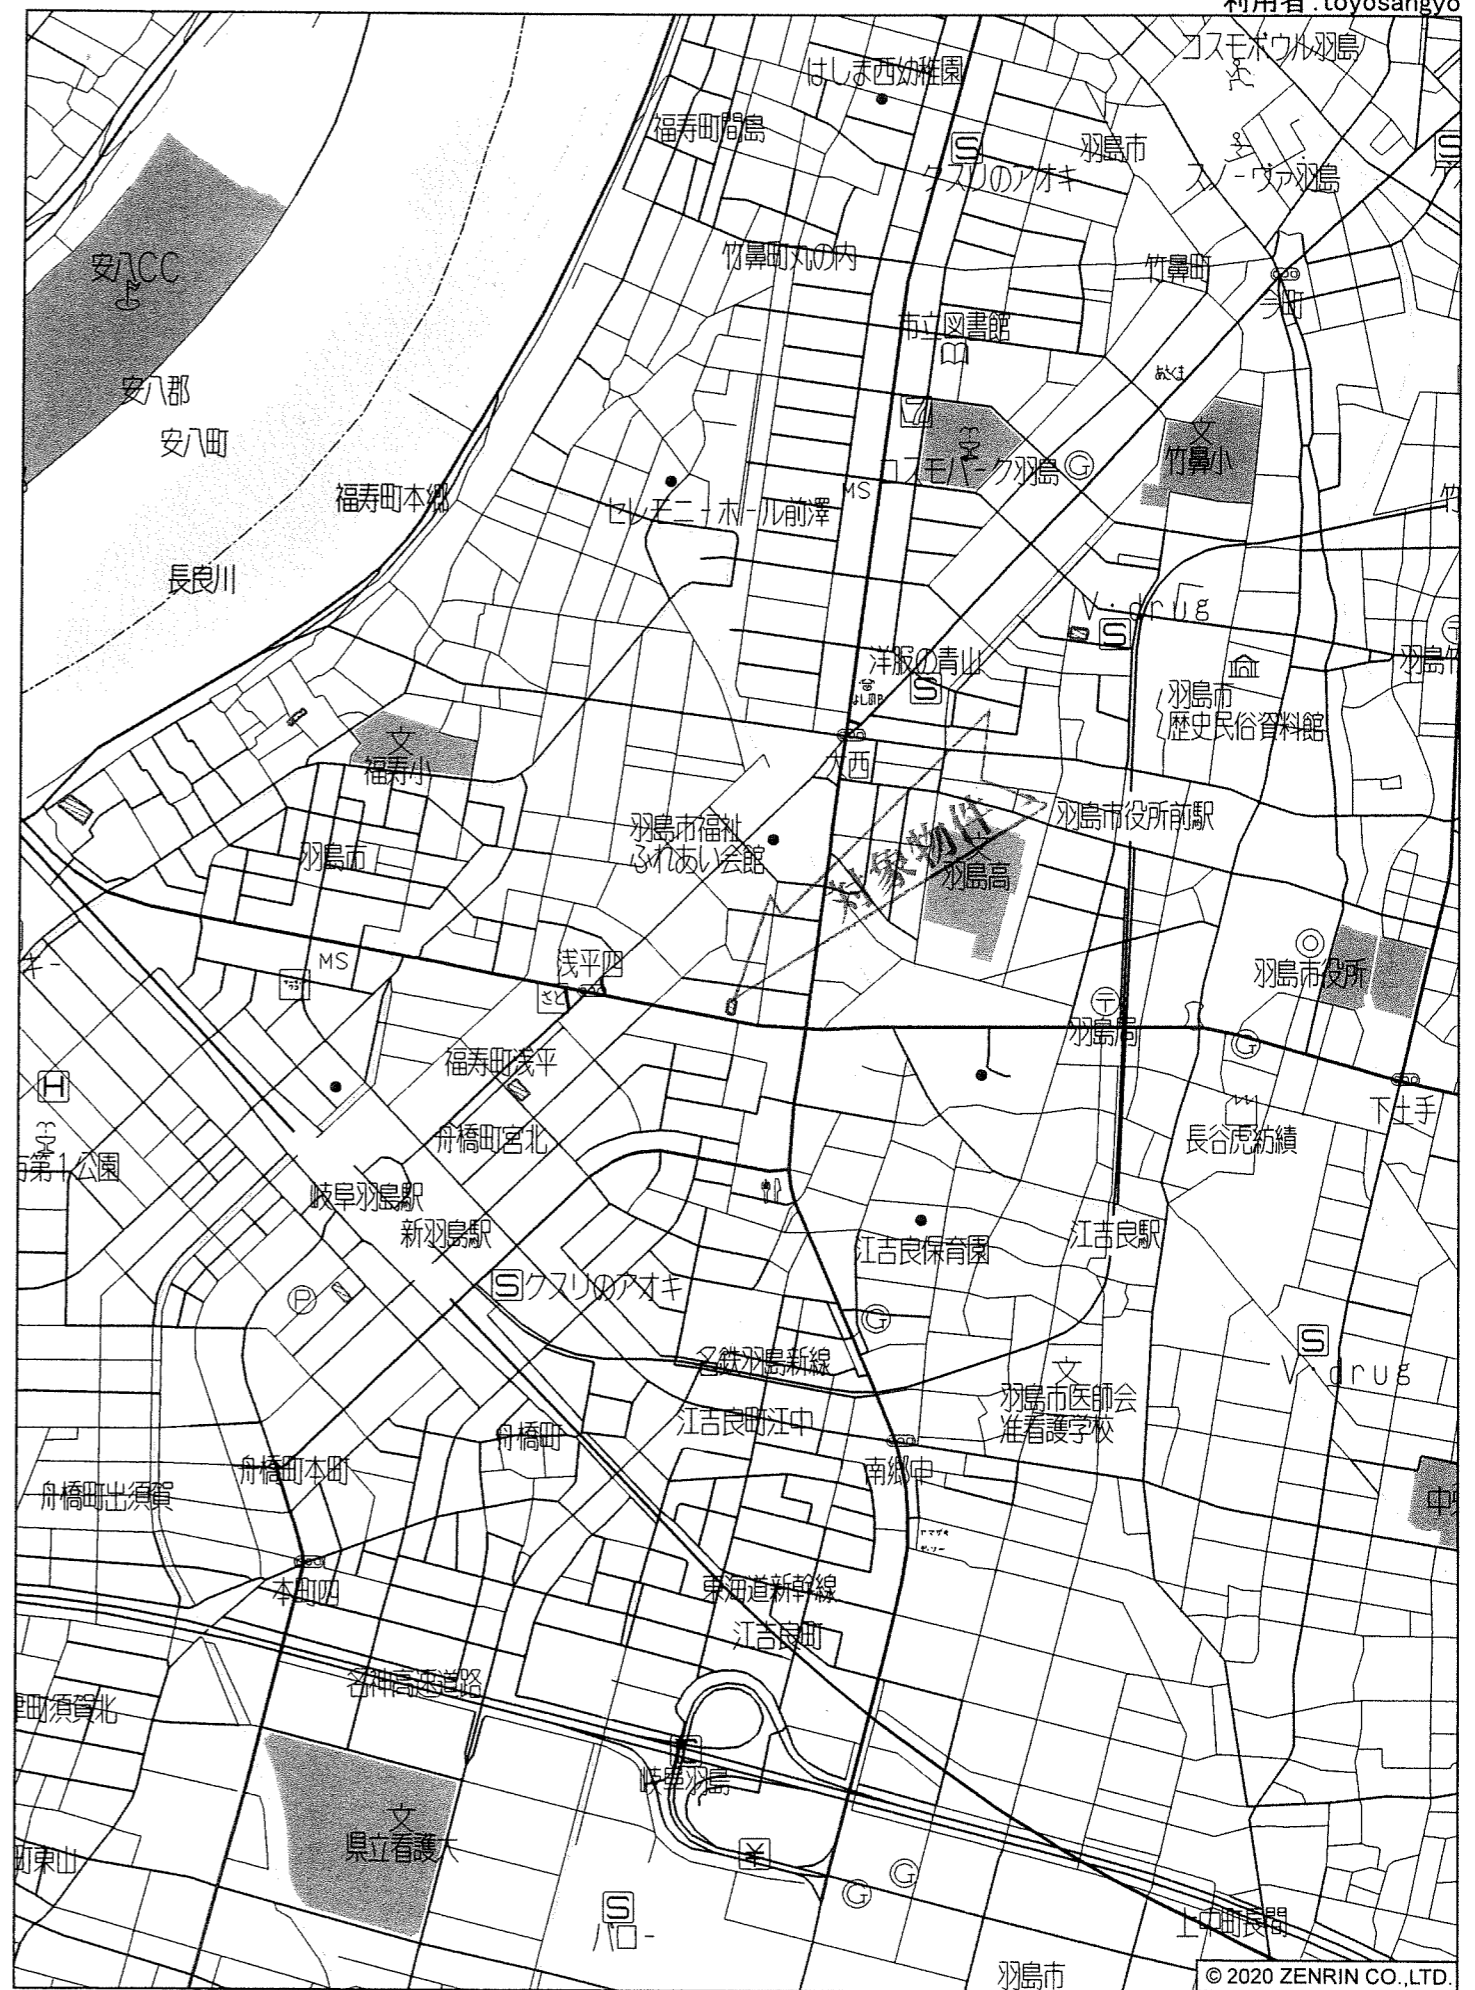 利用者:toyosangyo
コスモボウル羽島
はしま西幼稚園
福寿町間島
羽島市
クスリのアオキ
スノーヴァ羽島
安八CC
竹鼻町丸の内
竹鼻町
今町
市立図書館
安八郡
安八町
竹鼻小
コスモパーク羽島
MS
福寿町本郷
セレモニーホール前澤
長良川
V・drug
洋服の青山
羽島市
歴史民俗資料館
福寿小
大西
羽島市役所前駅
羽島市福祉
ふれあい会館
対象物件
羽島市
羽島高
MS
浅平四
さと
羽島市役所
羽島局
福寿町浅平
下土手
舟橋町宮北
長谷虎紡績
第1公園
岐阜羽島駅
新羽島駅
江吉良保育園
江吉良駅
クスリのアオキ
名鉄羽島新線
V・drug
羽島市医師会
准看護学校
江吉良町江中
舟橋町
南郷中
舟橋町本町
舟橋町出須賀
本町四
東海道新幹線
江吉良町
名神高速道路
町須賀北
岐阜羽島
県立看護大
町東山
バロー
上中町長間
羽島市
© 2020 ZENRIN CO.,LTD.